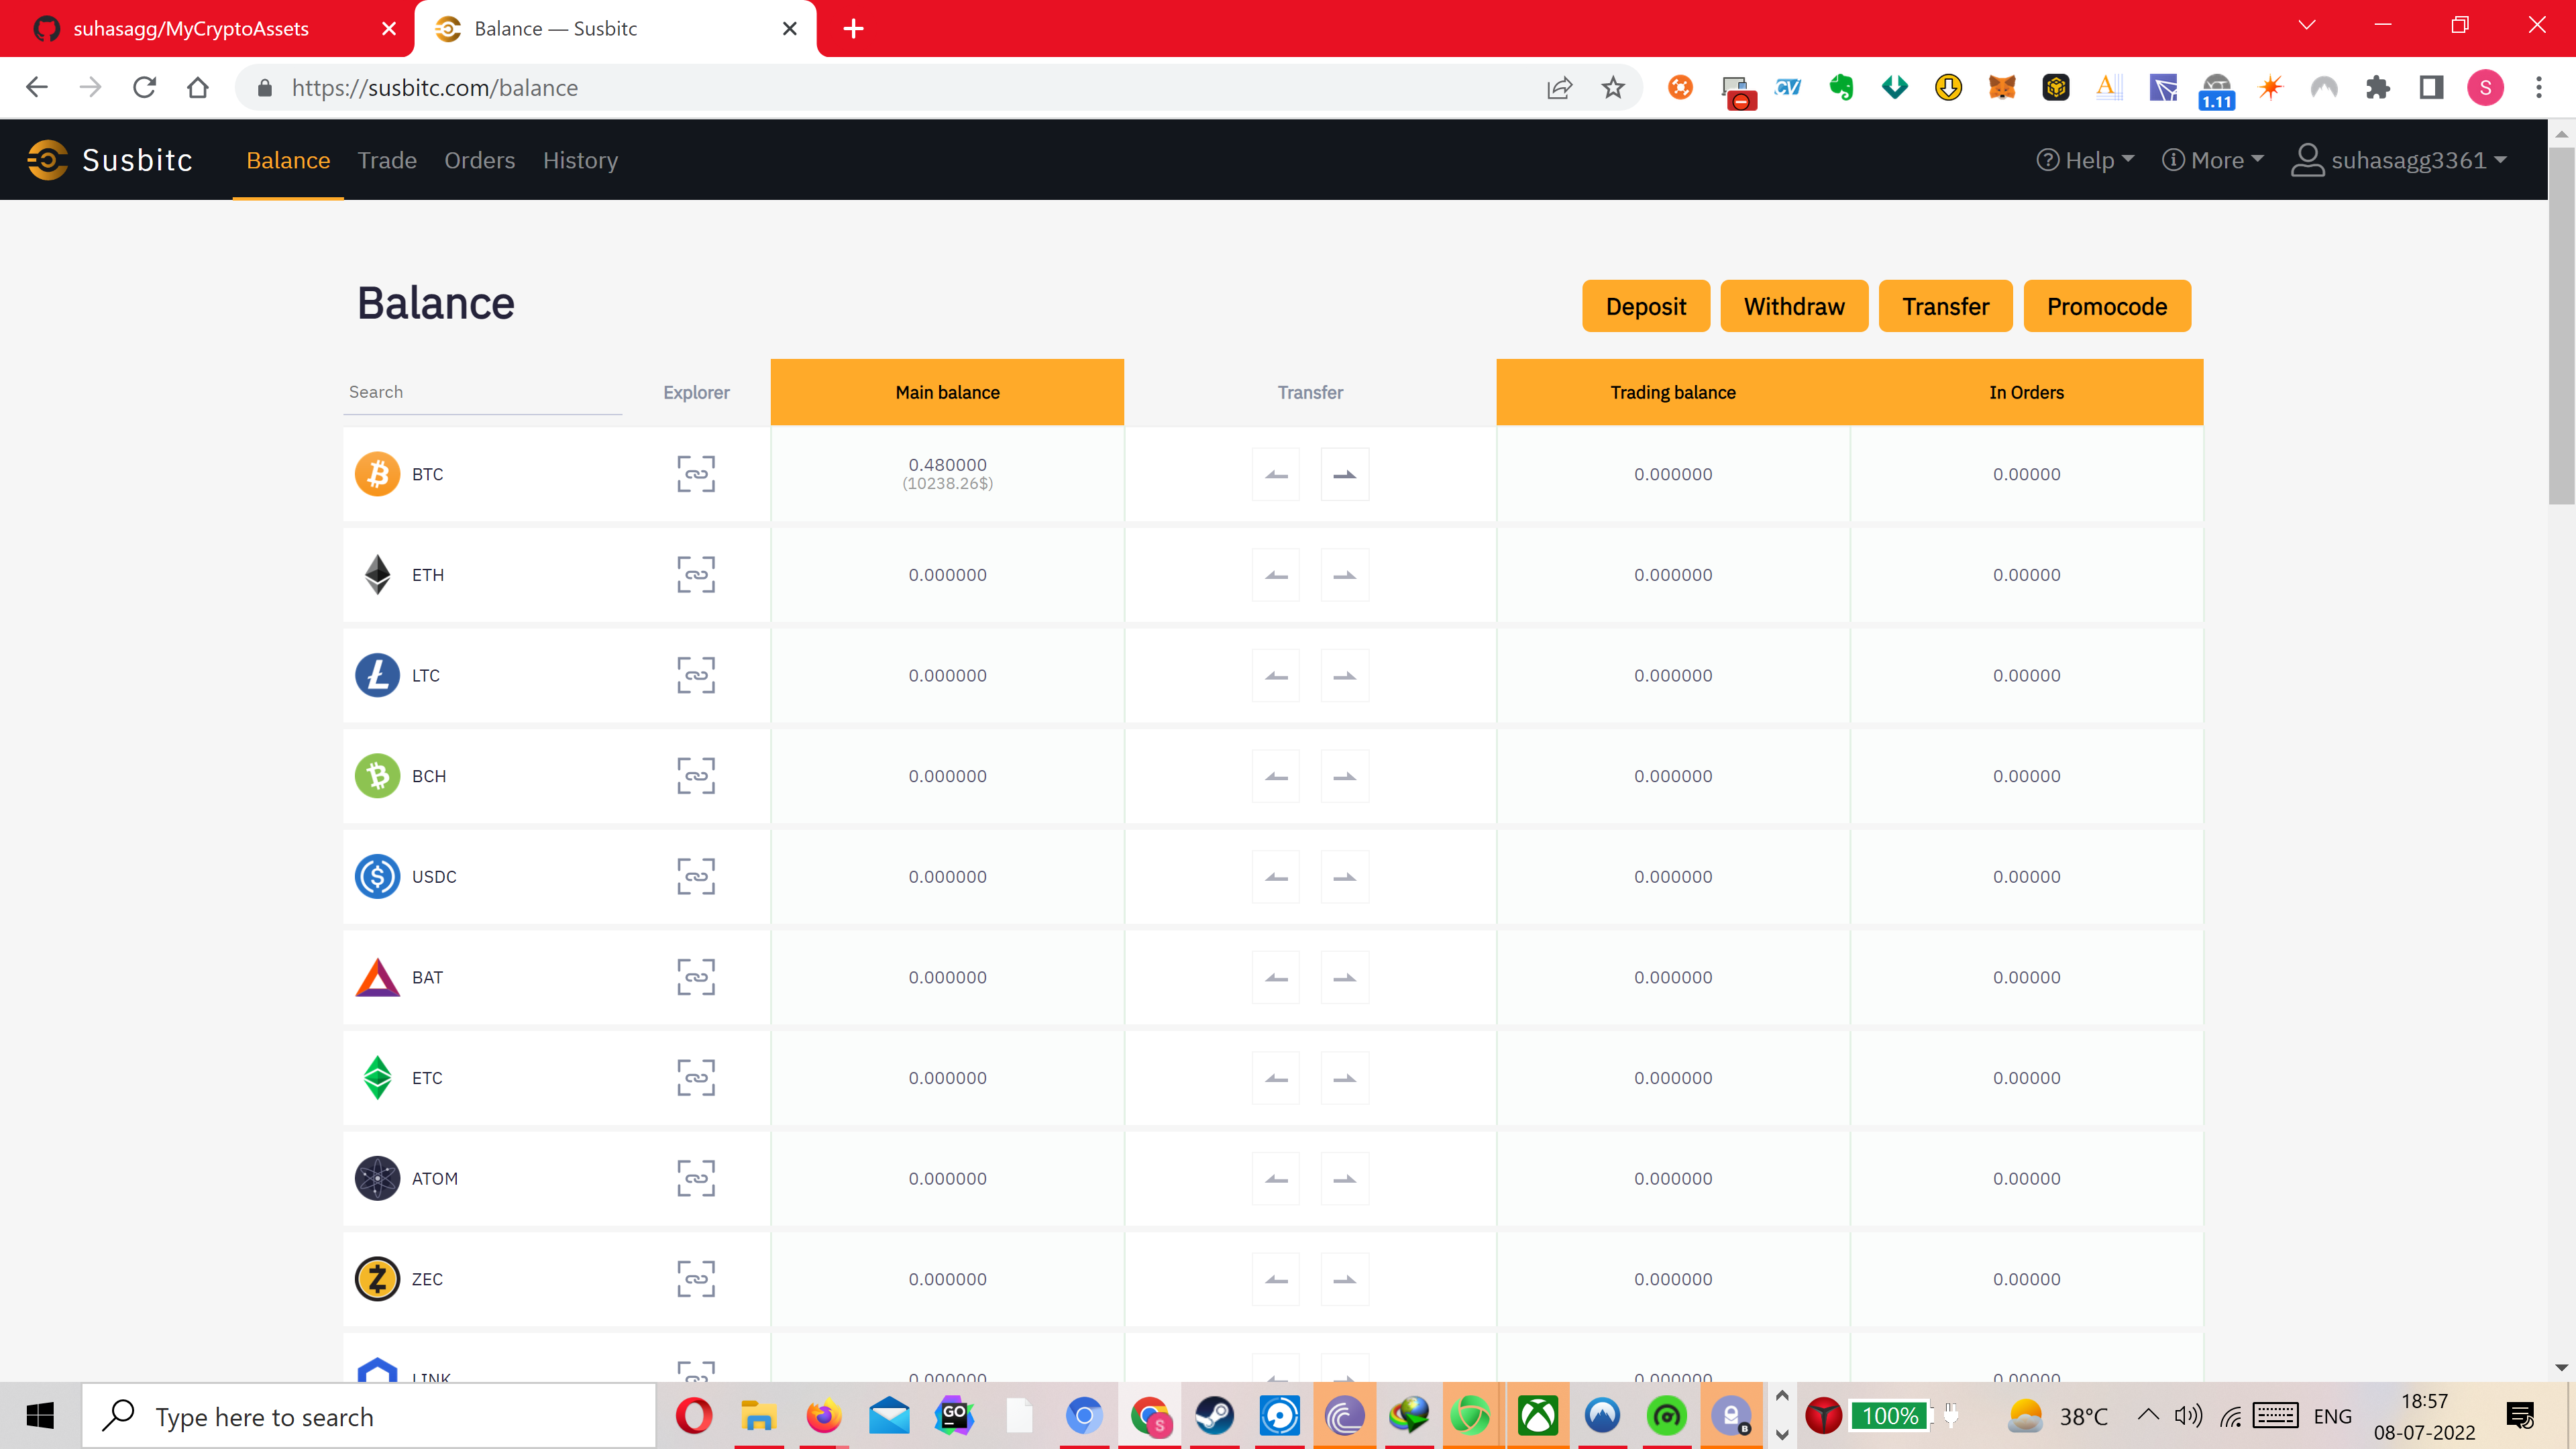 suhasagg/MyCryptoAssets
Balance — Susbitc
https://susbitc.com/balance
CV
1.11
S
Susbitc Balance Trade Orders History Help More suhasagg3361
Balance
Deposit Withdraw Transfer Promocode
Search Explorer Main balance Transfer Trading balance In Orders
BTC 0.480000 0.000000 0.00000
(10238.26$)
ETH 0.000000 0.000000 0.00000
LTC 0.000000 0.000000 0.00000
BCH 0.000000 0.000000 0.00000
USDC 0.000000 0.000000 0.00000
BAT 0.000000 0.000000 0.00000
ETC 0.000000 0.000000 0.00000
ATOM 0.000000 0.000000 0.00000
ZEC 0.000000 0.000000 0.00000
LINK 0.000000 0.000000 0.00000
Type here to search
GO
S
B
100%
38°C
ENG
18:57
08-07-2022